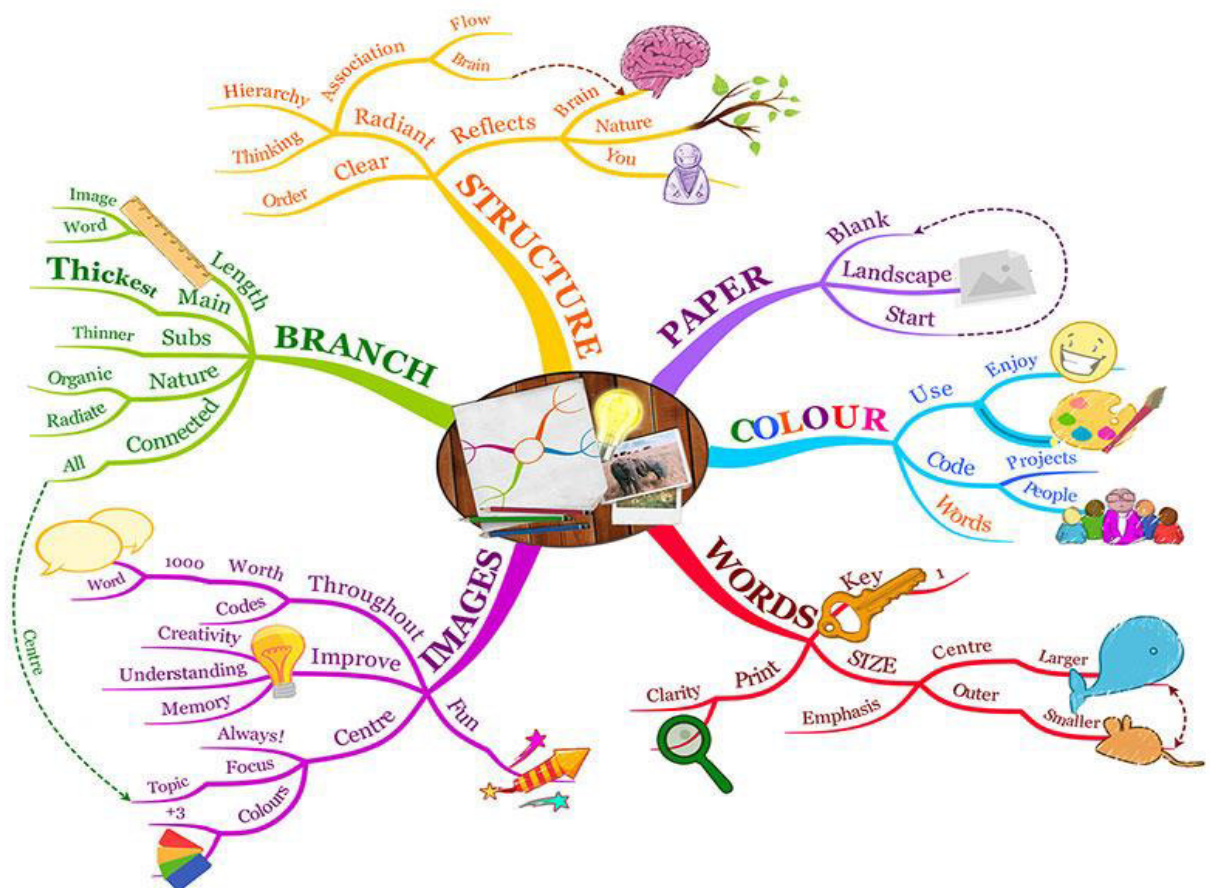 STRUCTURE
Association
Flow
Brain
Hierarchy
Thinking
Radiant
Clear
Order
Reflects
Brain
Nature
You
PAPER
Blank
Landscape
Start
COLOUR
Use
Enjoy
Code
Projects
People
Words
WORDS
Key
1
SIZE
Centre
Larger
Outer
Smaller
Emphasis
Print
Clarity
IMAGES
Throughout
Worth
1000
Word
Codes
Improve
Creativity
Understanding
Memory
Centre
Always!
Focus
Topic
Colours
+3
Fun
BRANCH
Length
Image
Word
Main
Thickest
Subs
Thinner
Nature
Organic
Radiate
Connected
All
Centre